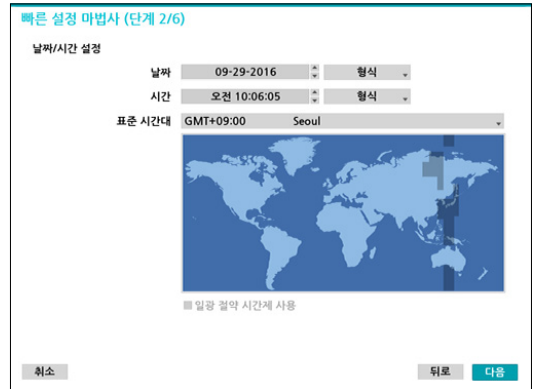 빠른 설정 마법사 (단계 2/6)
날짜/시간 설정
날짜 09-29-2016 형식
시간 오전 10:06:05 형식
표준 시간대 GMT+09:00 Seoul
일광 절약 시간제 사용
취소 뒤로 다음